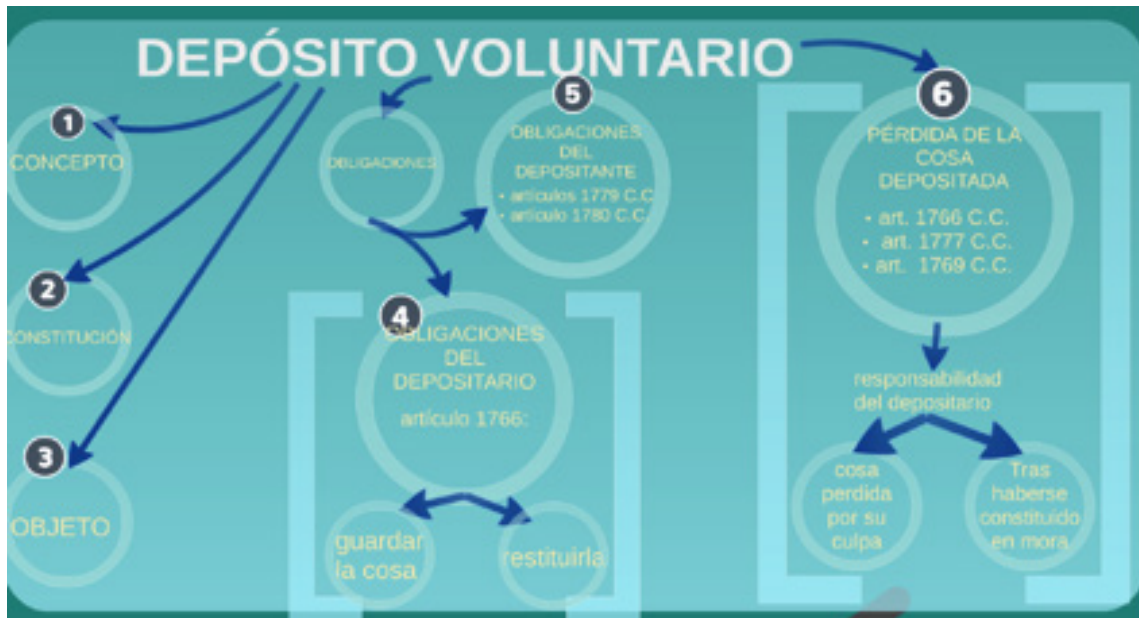 DEPÓSITO VOLUNTARIO
1
CONCEPTO
2
CONSTITUCIÓN
3
OBJETO
OBLIGACIONES
5
OBLIGACIONES
DEL
DEPOSITANTE
• artículos 1779 C.C
• artículo 1780 C.C.
4
OBLIGACIONES
DEL
DEPOSITARIO
artículo 1766:
guardar
la cosa
restituirla
6
PÉRDIDA DE LA
COSA
DEPOSITADA
• art. 1766 C.C.
• art. 1777 C.C.
• art. 1769 C.C.
responsabilidad
del depositario
cosa
perdida
por su
culpa
Tras
haberse
constituido
en mora